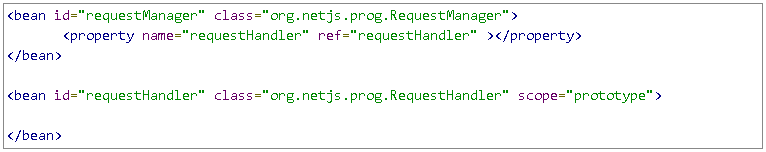 <bean id="requestManager" class="org.netjs.prog.RequestManager">
<property name="requestHandler" ref="requestHandler" ></property>
</bean>
<bean id="requestHandler" class="org.netjs.prog.RequestHandler" scope="prototype">
</bean>